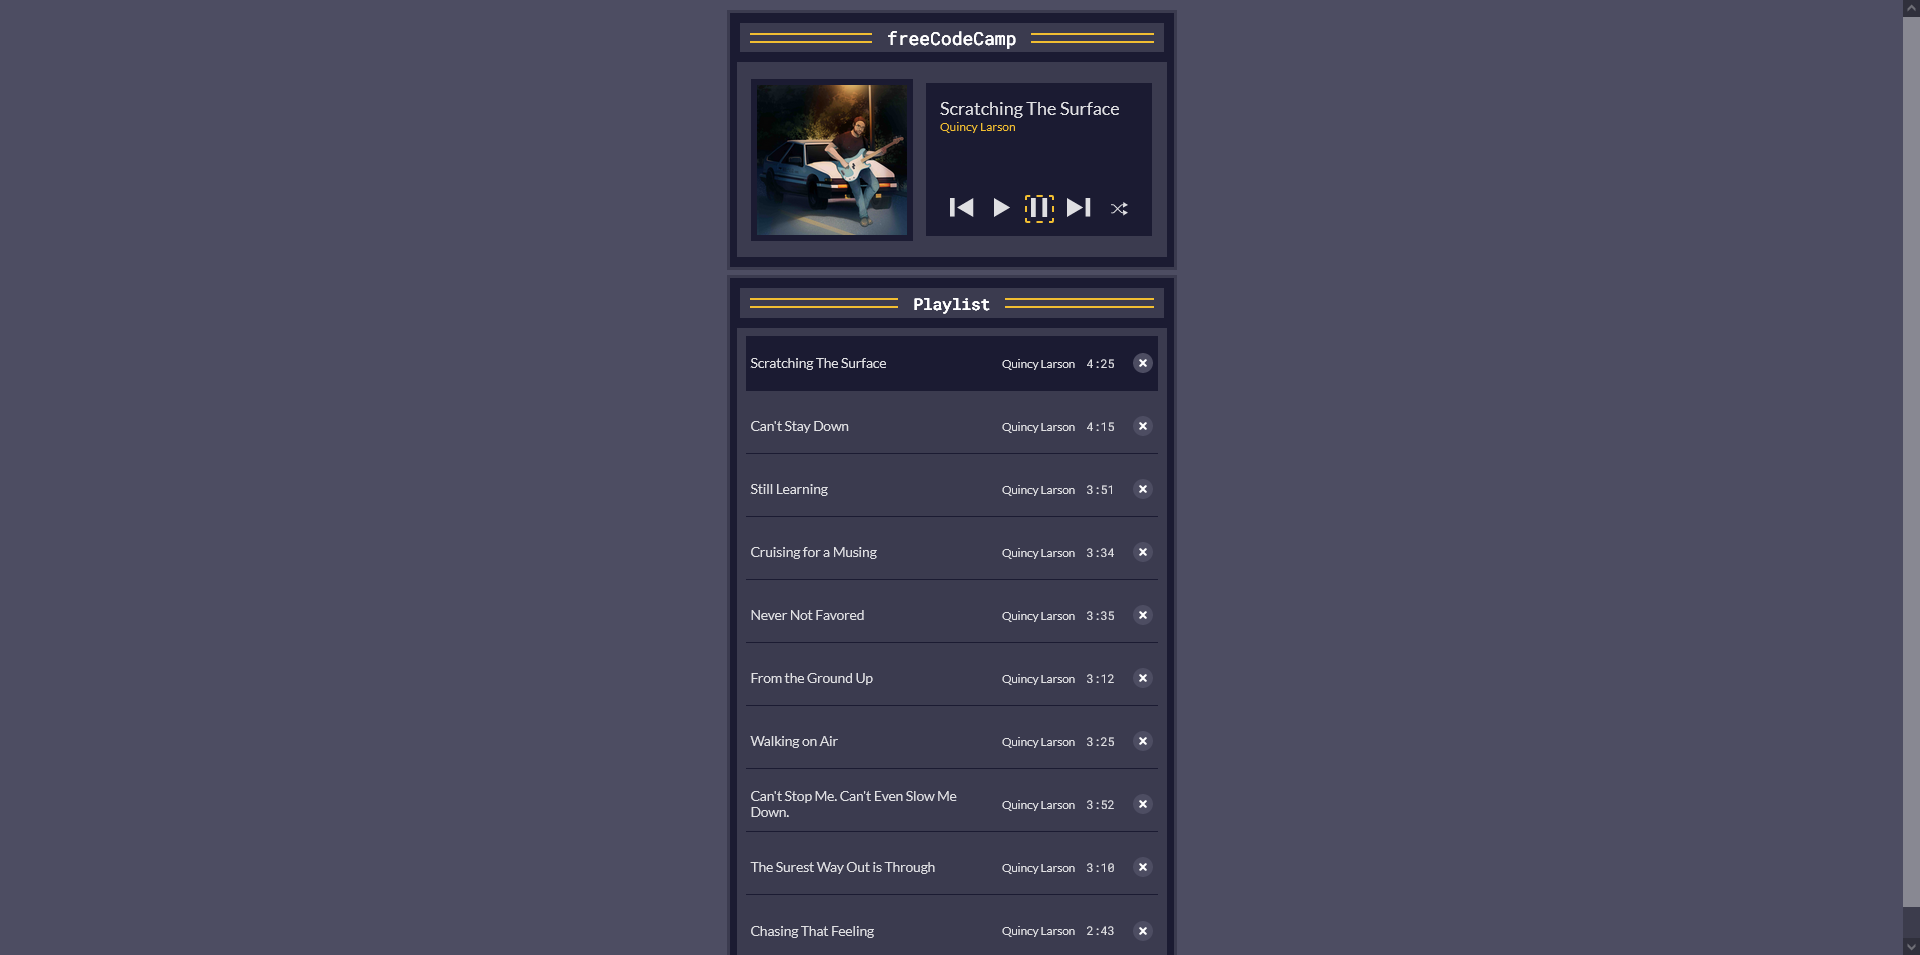 freeCodeCamp
Scratching The Surface
Quincy Larson
Playlist
Scratching The Surface Quincy Larson 4:25
Can't Stay Down Quincy Larson 4:15
Still Learning Quincy Larson 3:51
Cruising for a Musing Quincy Larson 3:34
Never Not Favored Quincy Larson 3:35
From the Ground Up Quincy Larson 3:12
Walking on Air Quincy Larson 3:25
Can't Stop Me. Can't Even Slow Me
Down. Quincy Larson 3:52
The Surest Way Out is Through Quincy Larson 3:10
Chasing That Feeling Quincy Larson 2:43